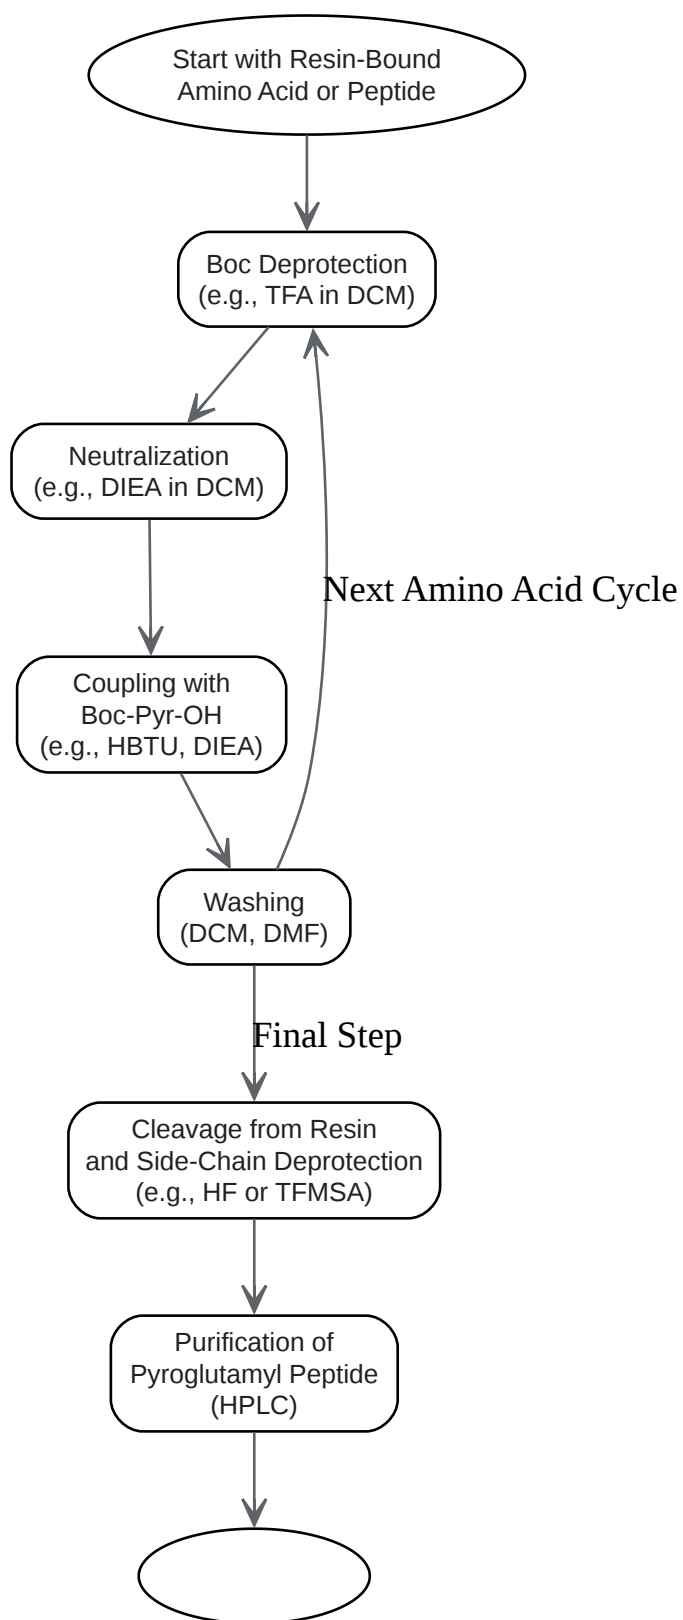 Start with Resin-Bound
Amino Acid or Peptide
Boc Deprotection
(e.g., TFA in DCM)
Neutralization
(e.g., DIEA in DCM)
Next Amino Acid Cycle
Coupling with
Boc-Pyr-OH
(e.g., HBTU, DIEA)
Washing
(DCM, DMF)
Final Step
Cleavage from Resin
and Side-Chain Deprotection
(e.g., HF or TFMSA)
Purification of
Pyroglutamyl Peptide
(HPLC)